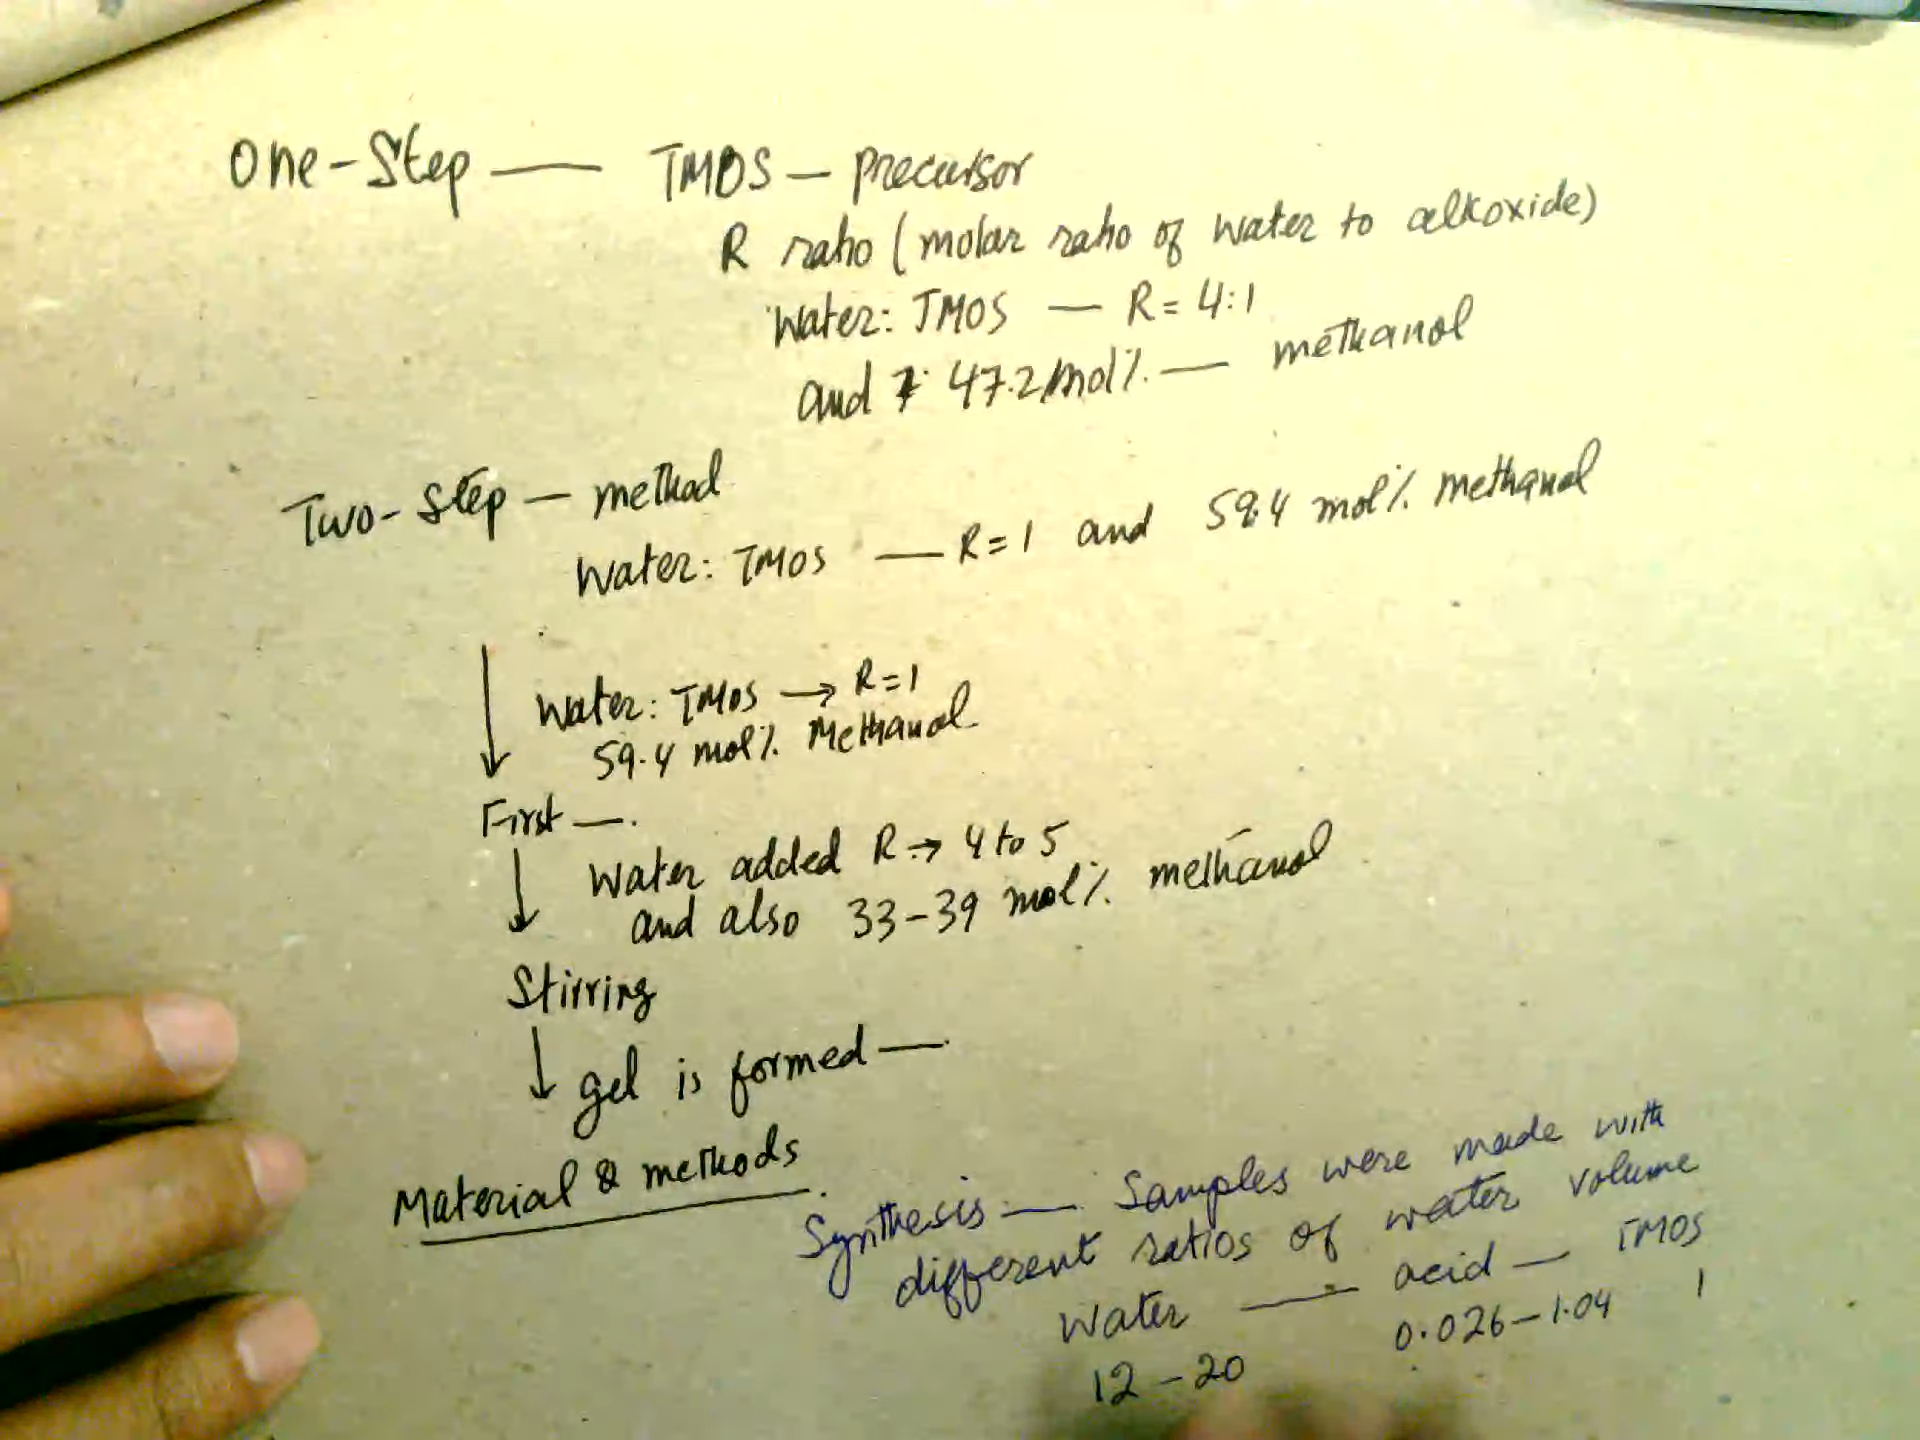 One-Step — TMOS — precursor
R ratio (molar ratio of water to alkoxide)
Water: TMOS — R = 4:1
and 47.2 mol% — methanol
Two-Step — method
Water: TMOS — R=1 and 59.4 mol% methanol
Water: TMOS → R=1
59.4 mol% Methanol
First —.
Water added R → 4 to 5
and also 33-39 mol% methanol
Stirring
↓ gel is formed —
Material & methods
Synthesis — Samples were made with
different ratios of water volume
Water — acid — TMOS
12 - 20 0.026 - 1.04 1